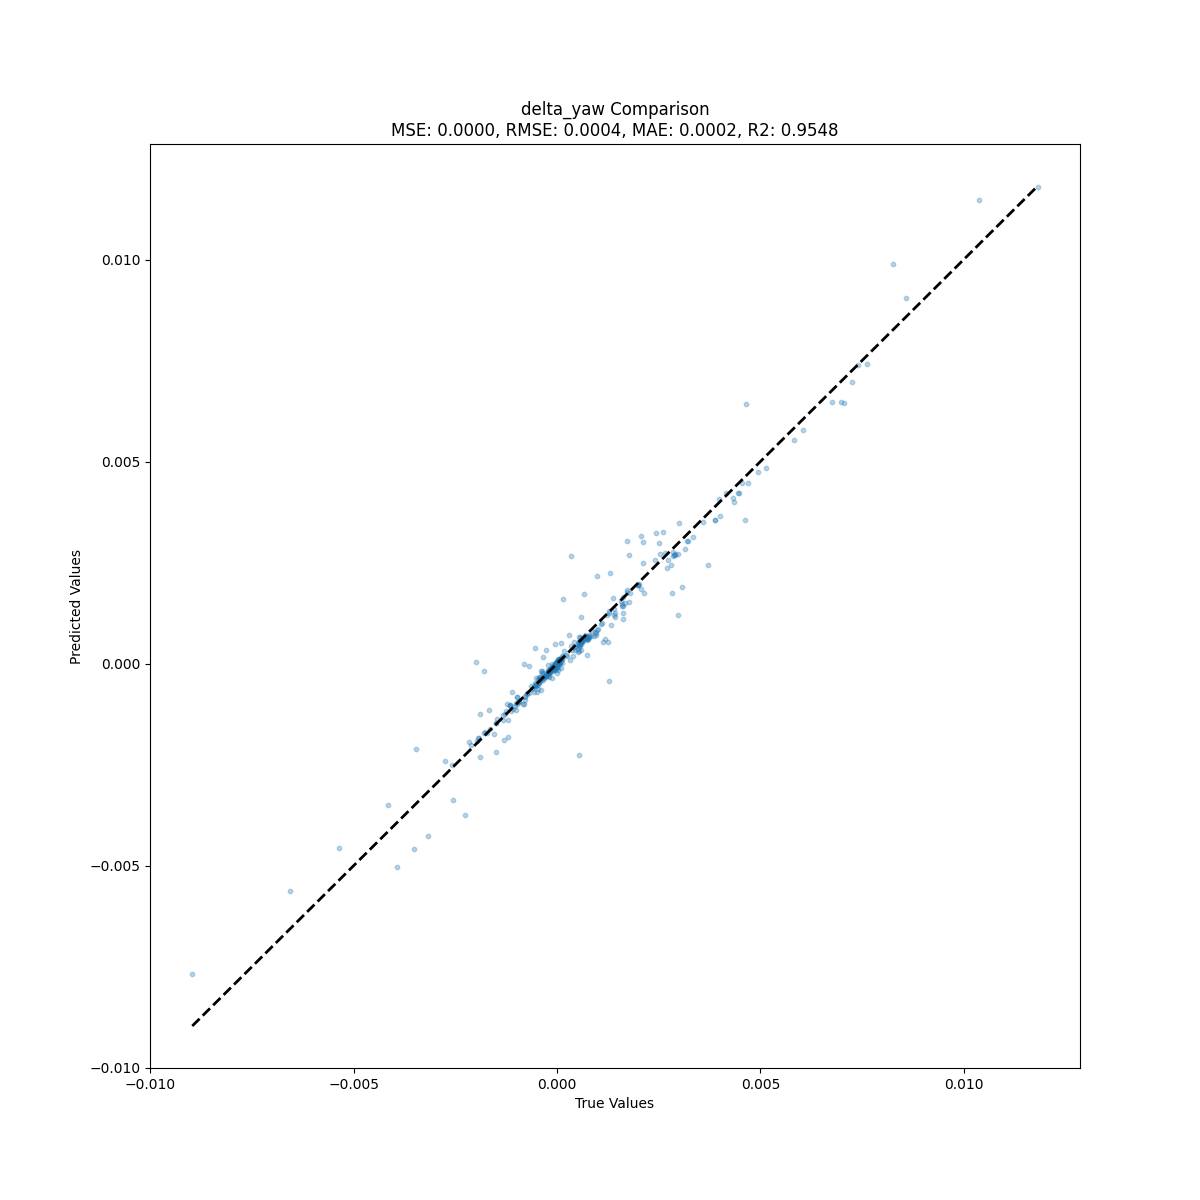 delta_yaw Comparison
MSE: 0.0000, RMSE: 0.0004, MAE: 0.0002, R2: 0.9548
Predicted Values
0.010
0.005
0.000
−0.005
−0.010
−0.010 −0.005 0.000 0.005 0.010
True Values